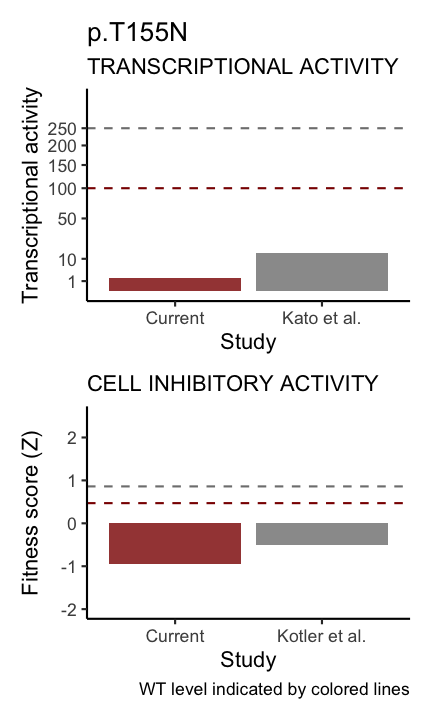 p.T155N
TRANSCRIPTIONAL ACTIVITY
Transcriptional activity
250
200
150
100
50
10
1
Current
Kato et al.
Study
CELL INHIBITORY ACTIVITY
Fitness score (Z)
2
1
0
-1
-2
Current
Kotler et al.
Study
WT level indicated by colored lines